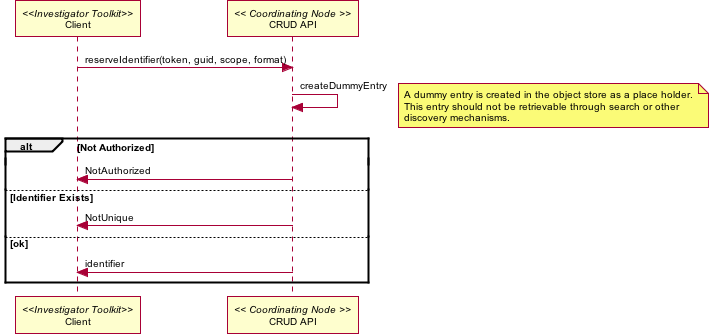 <<Investigator Toolkit>>
Client
<< Coordinating Node >>
CRUD API
reserveIdentifier(token, guid, scope, format)
createDummyEntry
A dummy entry is created in the object store as a place holder.
This entry should not be retrievable through search or other
discovery mechanisms.
alt
[Not Authorized]
NotAuthorized
[Identifier Exists]
NotUnique
[ok]
identifier
<<Investigator Toolkit>>
Client
<< Coordinating Node >>
CRUD API